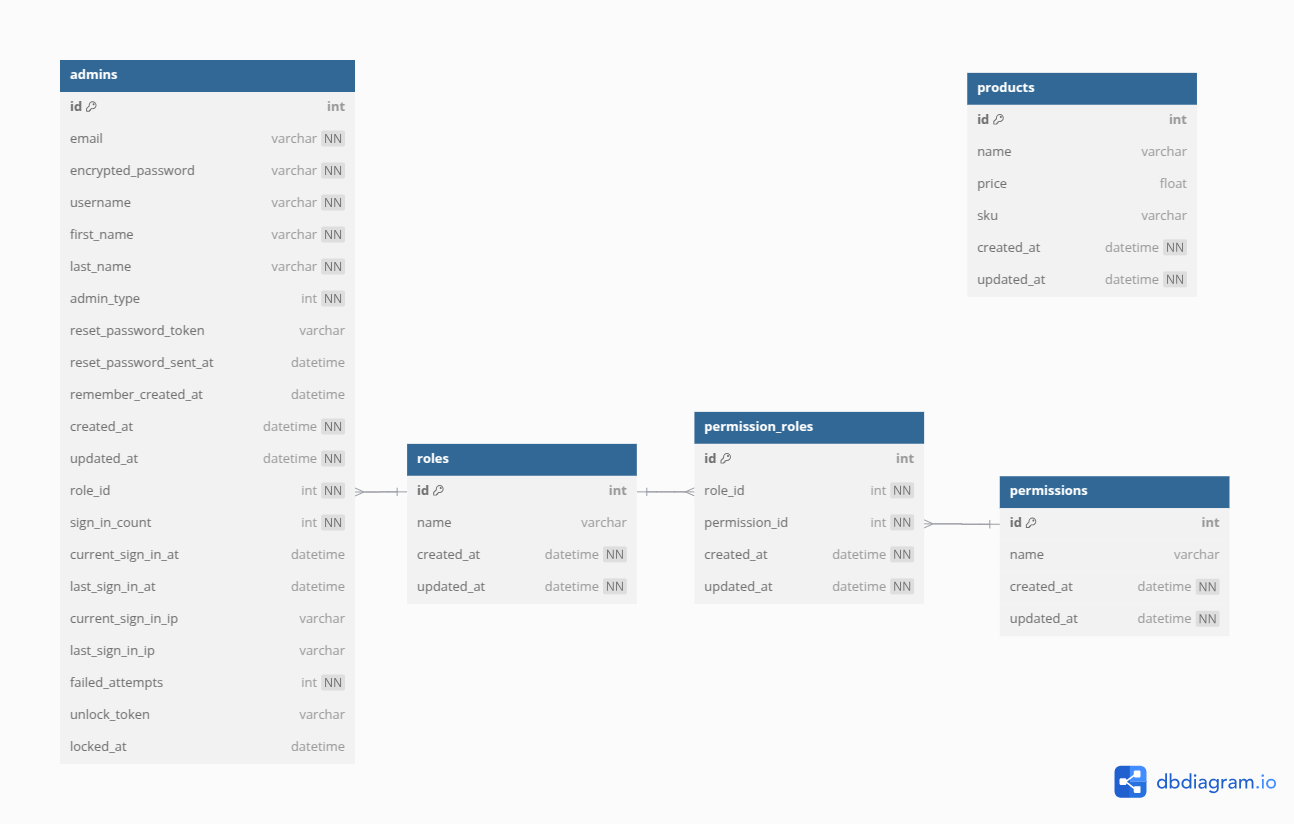 admins
id int
email varchar NN
encrypted_password varchar NN
username varchar NN
first_name varchar NN
last_name varchar NN
admin_type int NN
reset_password_token varchar
reset_password_sent_at datetime
remember_created_at datetime
created_at datetime NN
updated_at datetime NN
role_id int NN
sign_in_count int NN
current_sign_in_at datetime
last_sign_in_at datetime
current_sign_in_ip varchar
last_sign_in_ip varchar
failed_attempts int NN
unlock_token varchar
locked_at datetime
roles
id int
name varchar
created_at datetime NN
updated_at datetime NN
permission_roles
id int
role_id int NN
permission_id int NN
created_at datetime NN
updated_at datetime NN
products
id int
name varchar
price float
sku varchar
created_at datetime NN
updated_at datetime NN
permissions
id int
name varchar
created_at datetime NN
updated_at datetime NN
dbdiagram.io